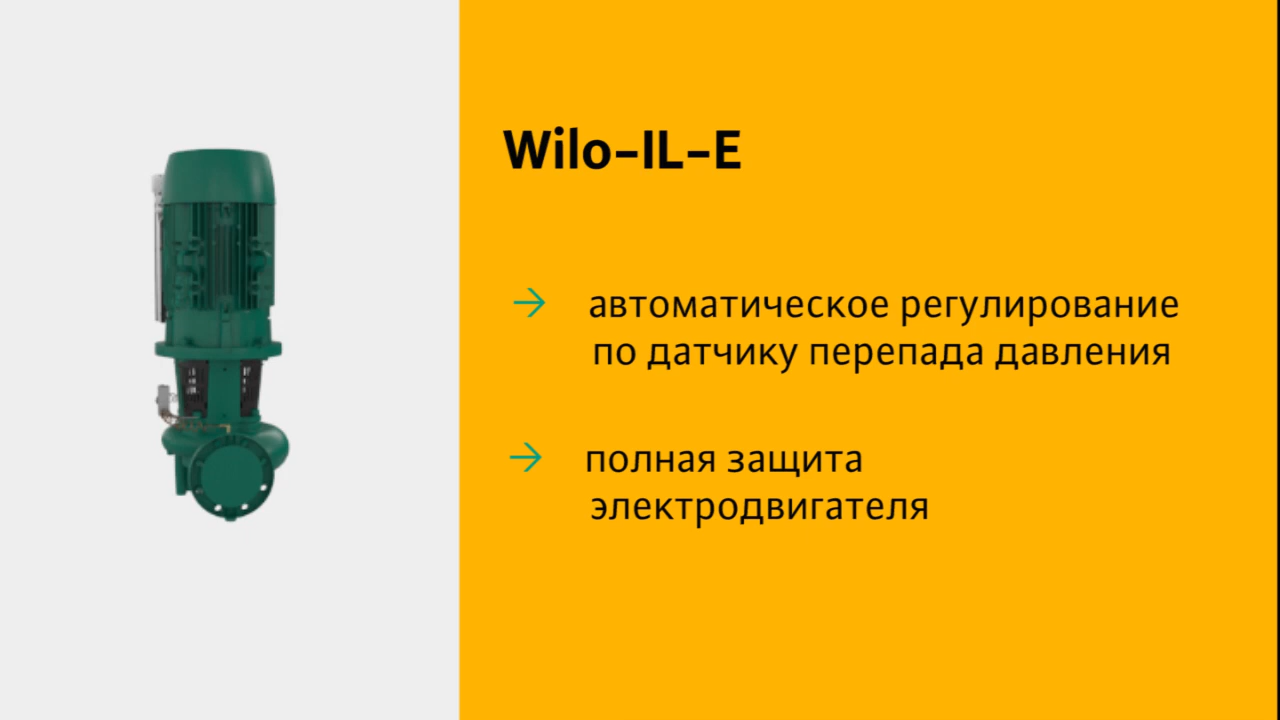 Wilo-IL-E
→ автоматическое регулирование
по датчику перепада давления
→ полная защита
электродвигателя